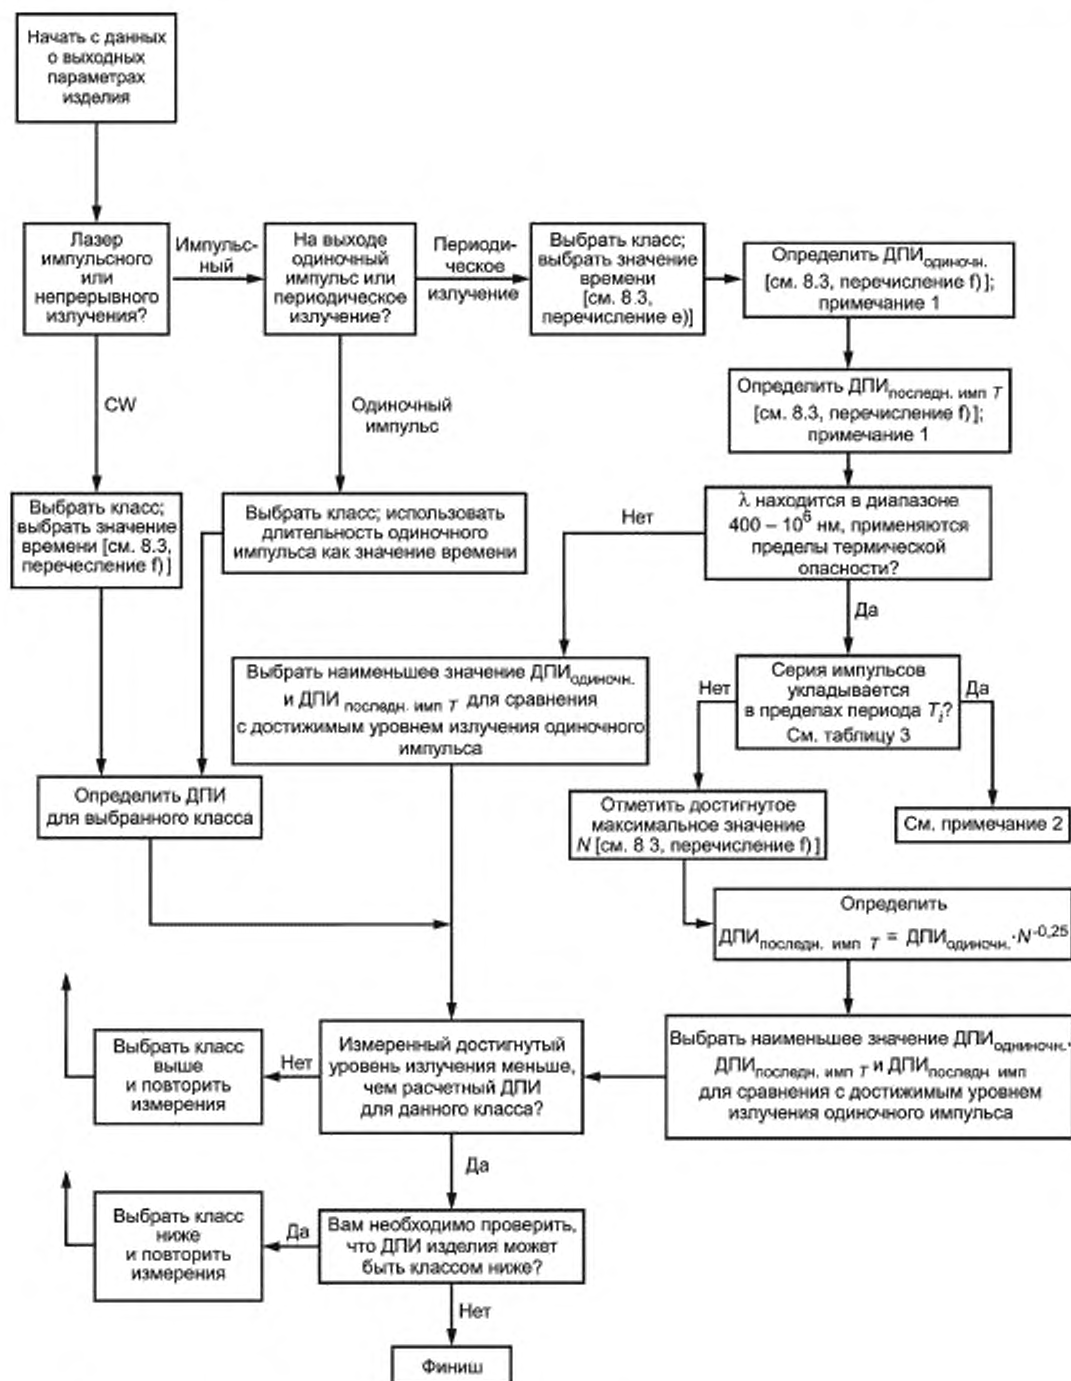 Начать с данных
о выходных
параметрах
изделия
Лазер
импульсного
или
непрерывного
излучения?
Импульс-
ный
На выходе
одиночный
импульс или
периодическое
излучение?
Периоди-
ческое
излучение
Выбрать класс;
выбрать значение
времени
[см. 8.3,
перечисление e)]
Определить ДПИодиночн.
[см. 8.3, перечисление f)];
примечание 1
Определить ДПИпоследн. имп T
[см. 8.3, перечисление f)];
примечание 1
CW
Одиночный
импульс
Выбрать класс;
выбрать значение
времени [см. 8.3,
перечесление f)]
Выбрать класс; использовать
длительность одиночного
импульса как значение времени
Нет
λ находится в диапазоне
400 – 10⁶ нм, применяются
пределы термической
опасности?
Да
Выбрать наименьшее значение ДПИодиночн.
и ДПИ последн. имп T для сравнения
с достижимым уровнем излучения одиночного
импульса
Нет
Серия импульсов
укладывается
в пределах периода Ti?
См. таблицу 3
Да
Определить ДПИ
для выбранного класса
Отметить достигнутое
максимальное значение
N [см. 8 3, перечисление f)]
См. примечание 2
Определить
ДПИпоследн. имп T = ДПИодиночн.·N-0,25
Выбрать класс
выше
и повторить
измерения
Нет
Измеренный достигнутый
уровень излучения меньше,
чем расчетный ДПИ
для данного класса?
Выбрать наименьшее значение ДПИодниночн.,
ДПИпоследн. имп T и ДПИпоследн имп
для сравнения с достижимым уровнем
излучения одиночного импульса
Да
Выбрать класс
ниже
и повторить
измерения
Да
Вам необходимо проверить,
что ДПИ изделия может
быть классом ниже?
Нет
Финиш